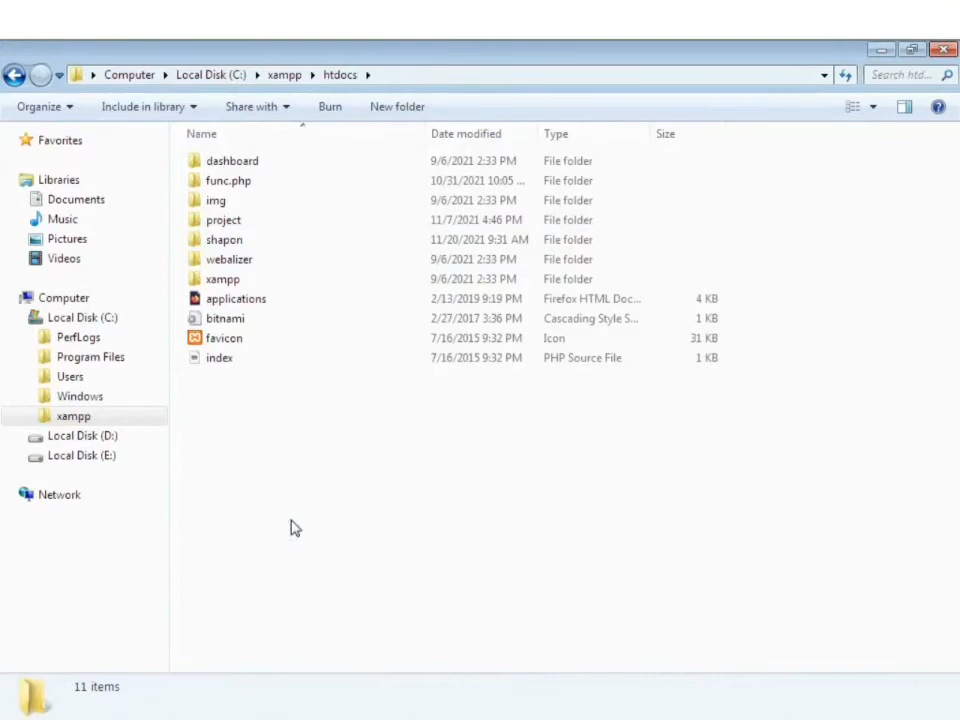 Computer Local Disk (C:) xampp htdocs Search htd...
Organize Include in library Share with Burn New folder
Name Date modified Type Size
Favorites
Libraries
Documents
Music
Pictures
Videos
Computer
Local Disk (C:)
PerfLogs
Program Files
Users
Windows
xampp
Local Disk (D:)
Local Disk (E:)
Network
dashboard 9/6/2021 2:33 PM File folder
func.php 10/31/2021 10:05 ... File folder
img 9/6/2021 2:33 PM File folder
project 11/7/2021 4:46 PM File folder
shapon 11/20/2021 9:31 AM File folder
webalizer 9/6/2021 2:33 PM File folder
xampp 9/6/2021 2:33 PM File folder
applications 2/13/2019 9:19 PM Firefox HTML Doc... 4 KB
bitnami 2/27/2017 3:36 PM Cascading Style S... 1 KB
favicon 7/16/2015 9:32 PM Icon 31 KB
index 7/16/2015 9:32 PM PHP Source File 1 KB
11 items